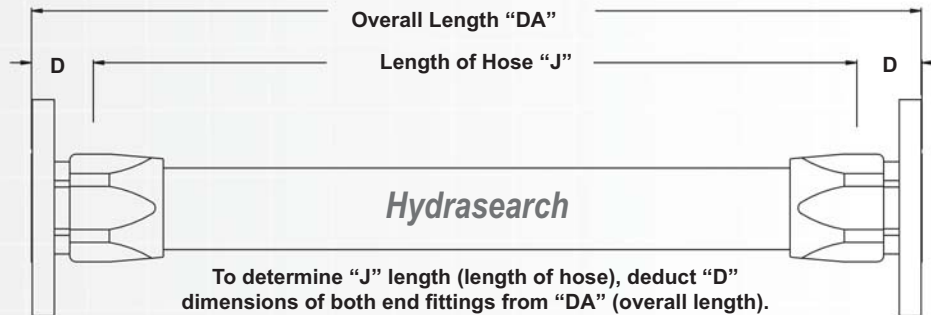 Overall Length “DA”
D
Length of Hose “J”
D
Hydrasearch
To determine “J” length (length of hose), deduct “D”
dimensions of both end fittings from “DA” (overall length).